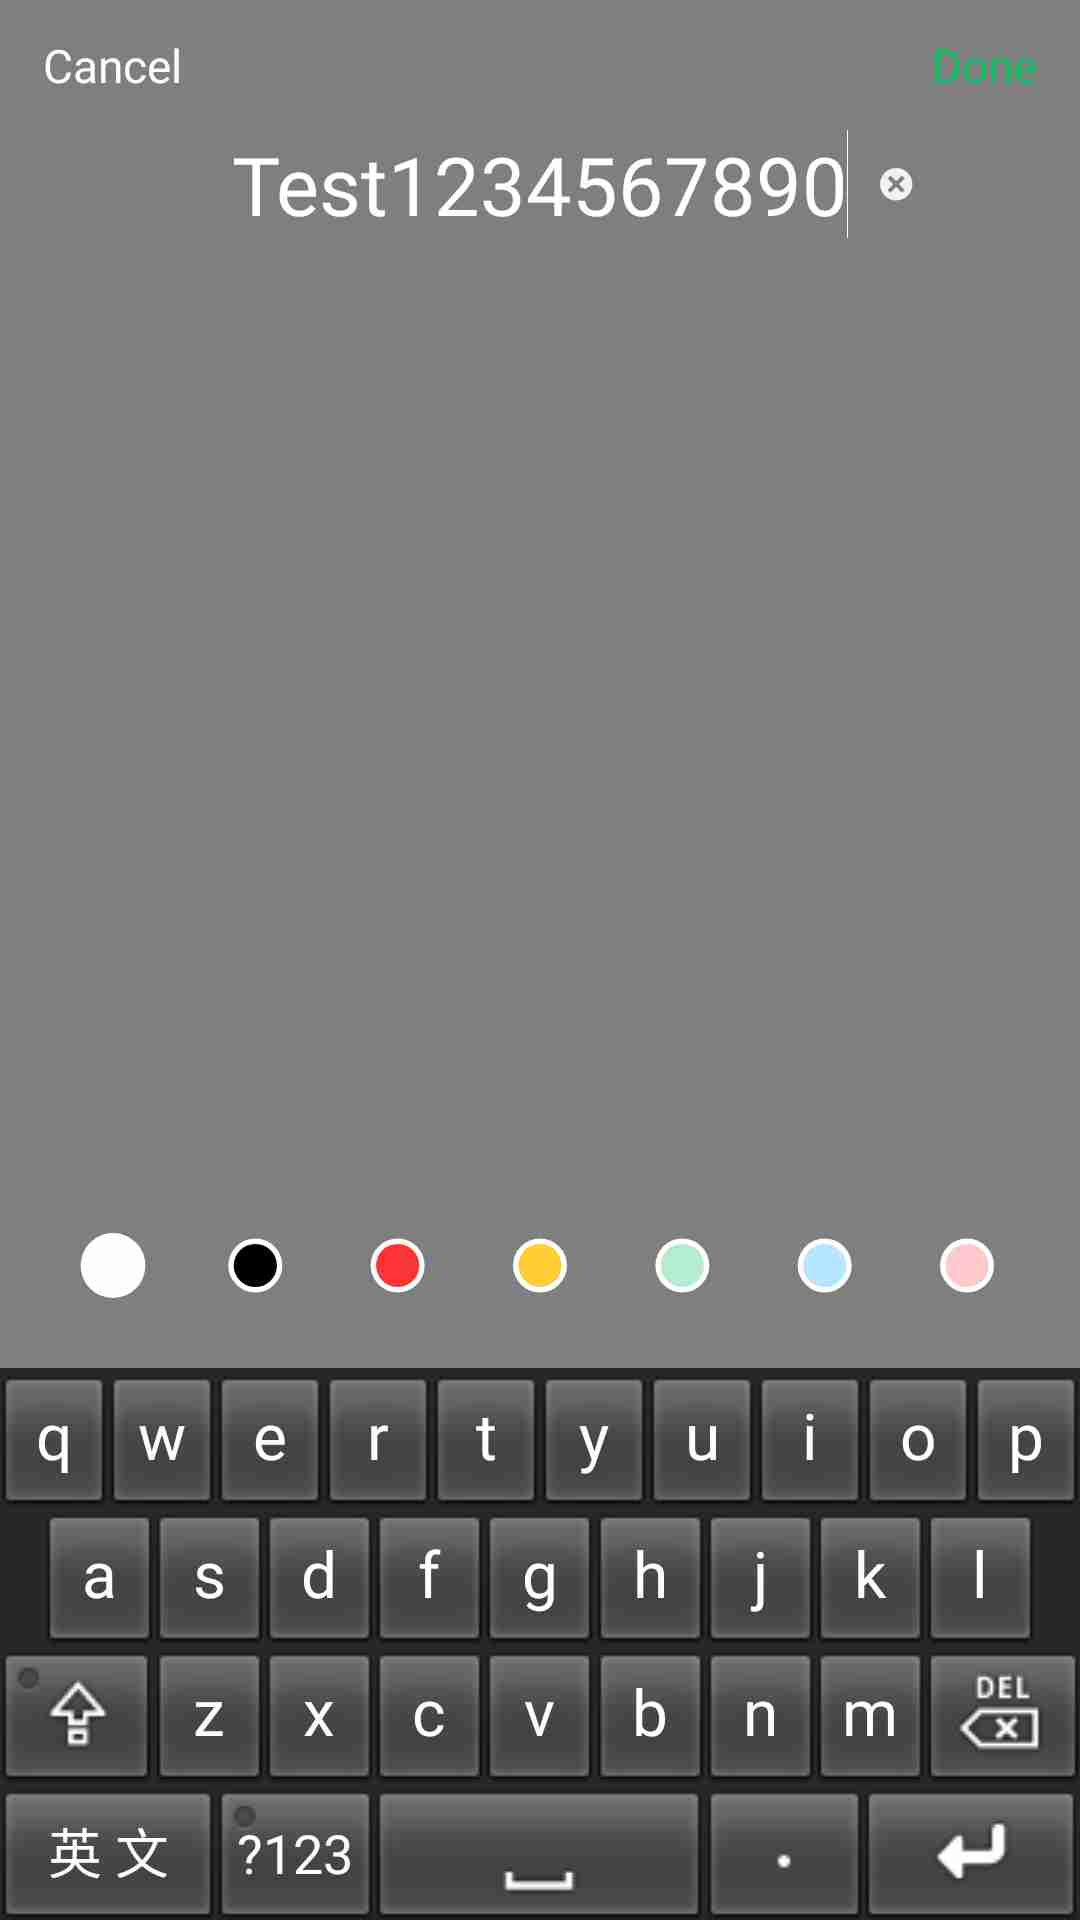 Cancel Done
Test1234567890
q w e r t y u i o p
a s d f g h j k l
z x c v b n m DEL
英文 ?123 .